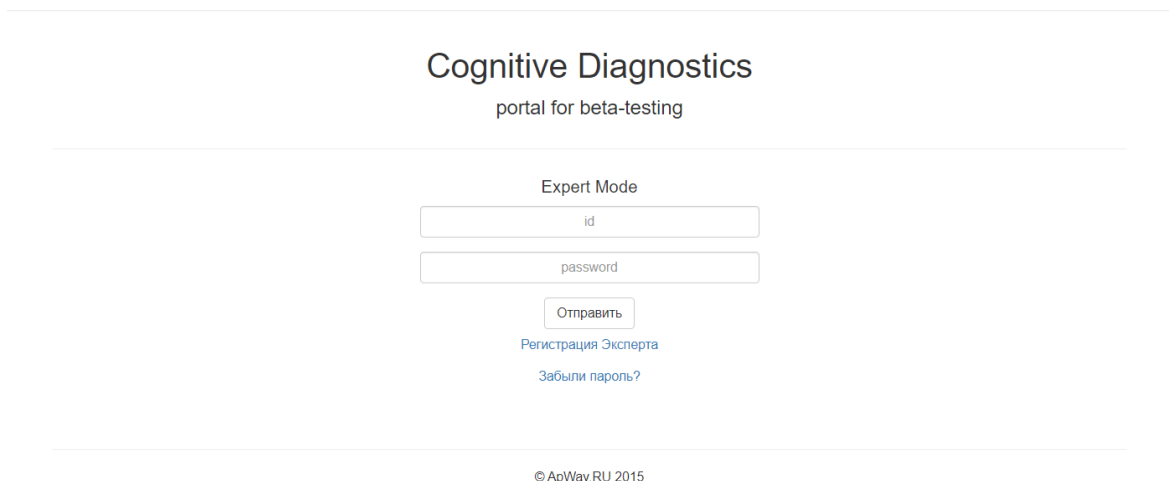 Cognitive Diagnostics
portal for beta-testing
Expert Mode
id
password
Отправить
Регистрация Эксперта
Забыли пароль?
© ApWay.RU 2015